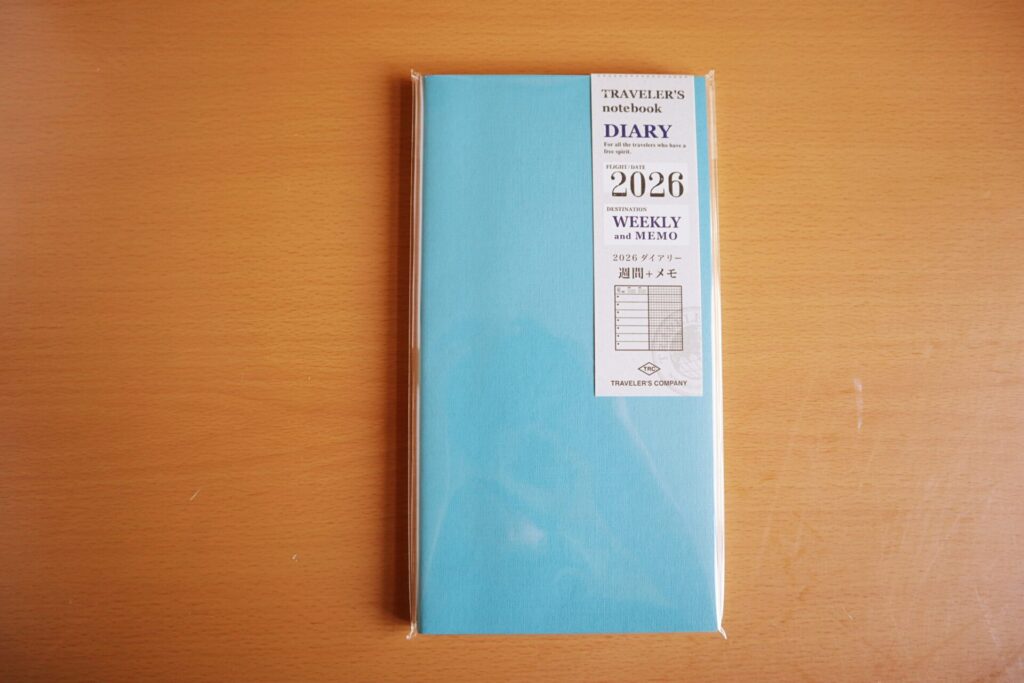 TRAVELER'S
notebook
DIARY
For all the travelers who have a
free spirit.
FLIGHT/DATE
2026
DESTINATION
WEEKLY
and MEMO
2026 ダイアリー
週間+メモ
TRC
TRAVELER'S COMPANY